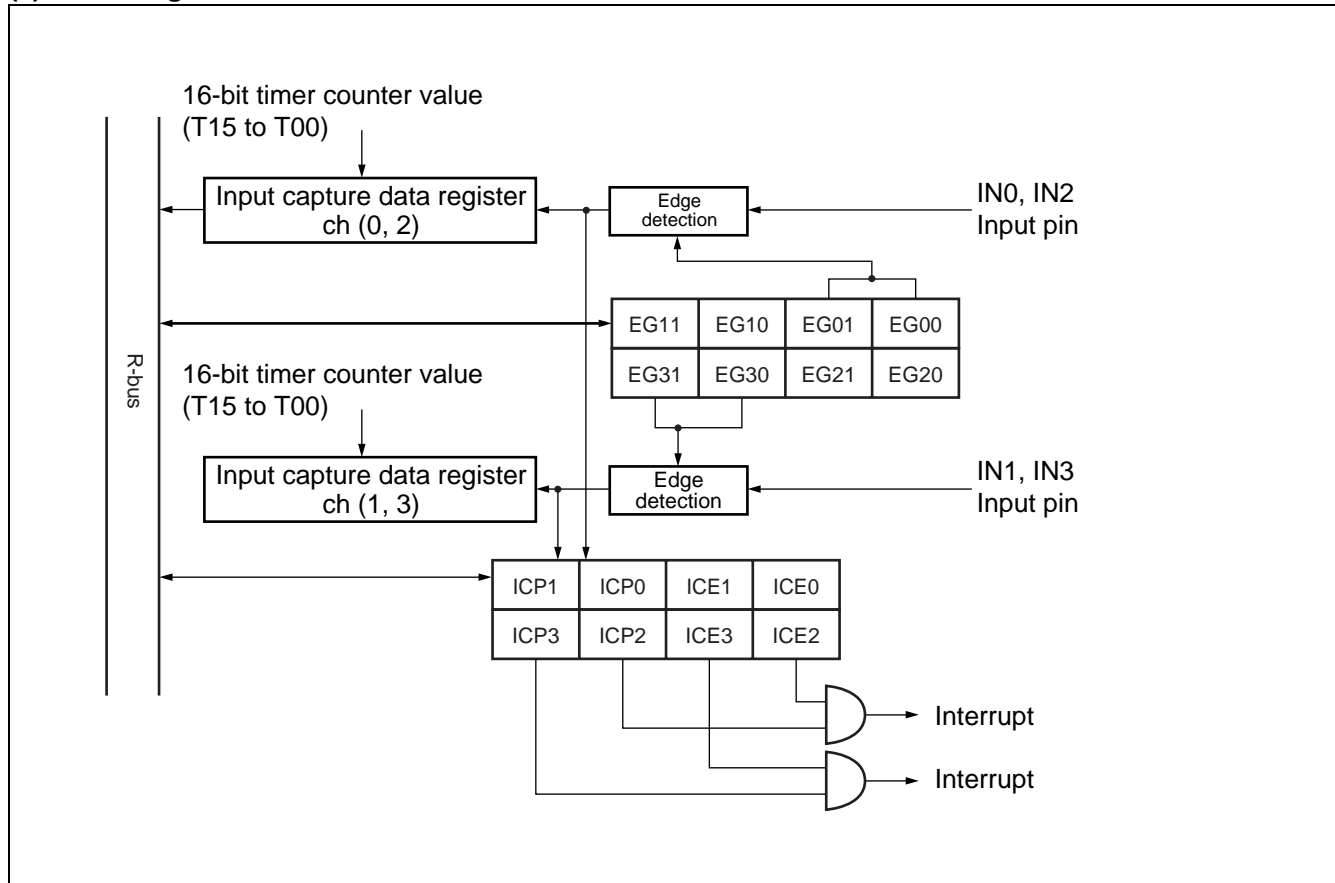 16-bit timer counter value
(T15 to T00)
Input capture data register
ch (0, 2)
Edge
detection
IN0, IN2
Input pin
EG11 EG10 EG01 EG00
EG31 EG30 EG21 EG20
R-bus
16-bit timer counter value
(T15 to T00)
Input capture data register
ch (1, 3)
Edge
detection
IN1, IN3
Input pin
ICP1 ICP0 ICE1 ICE0
ICP3 ICP2 ICE3 ICE2
Interrupt
Interrupt